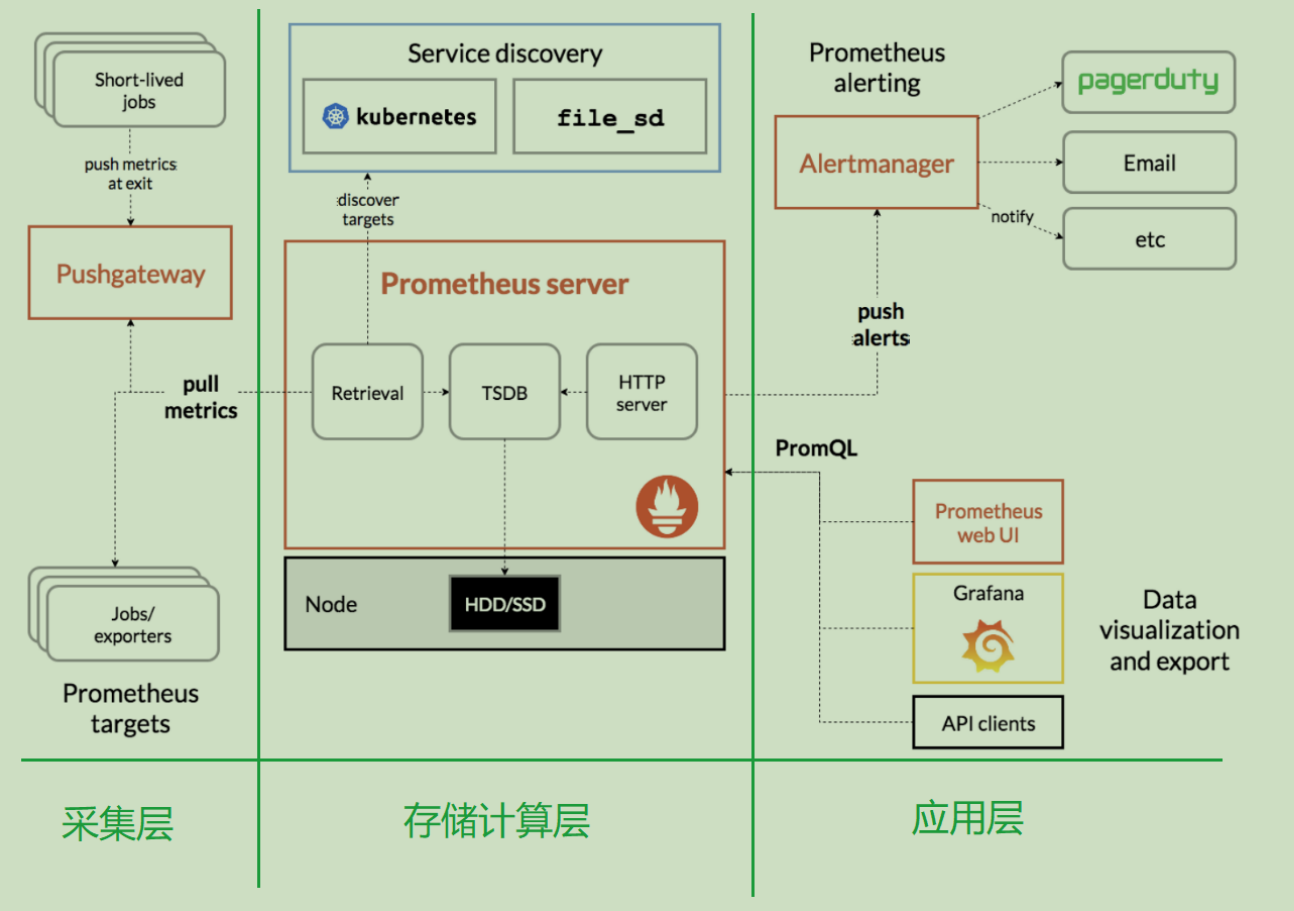 Short-lived
jobs
push metrics
at exit
Pushgateway
pull
metrics
Jobs/
exporters
Prometheus
targets
Service discovery
kubernetes
file_sd
discover
targets
Prometheus server
Retrieval
TSDB
HTTP
server
Node
HDD/SSD
Prometheus
alerting
Alertmanager
pagerduty
Email
notify
etc
push
alerts
PromQL
Prometheus
web UI
Grafana
API clients
Data
visualization
and export
采集层
存储计算层
应用层